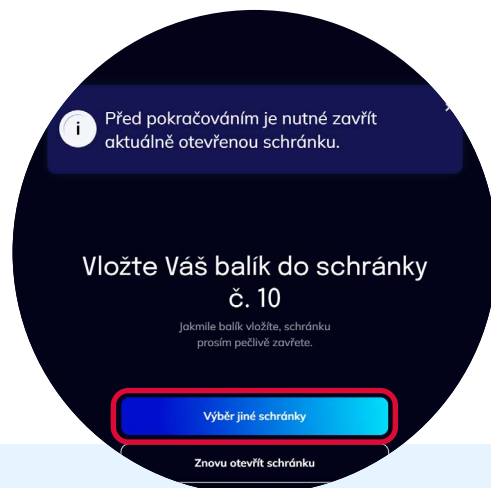 i
Před pokračováním je nutné zavřít
aktuálně otevřenou schránku.
Vložte Váš balík do schránky
č. 10
Jakmile balík vložíte, schránku
prosím pečlivě zavřete.
Výběr jiné schránky
Znovu otevřít schránku